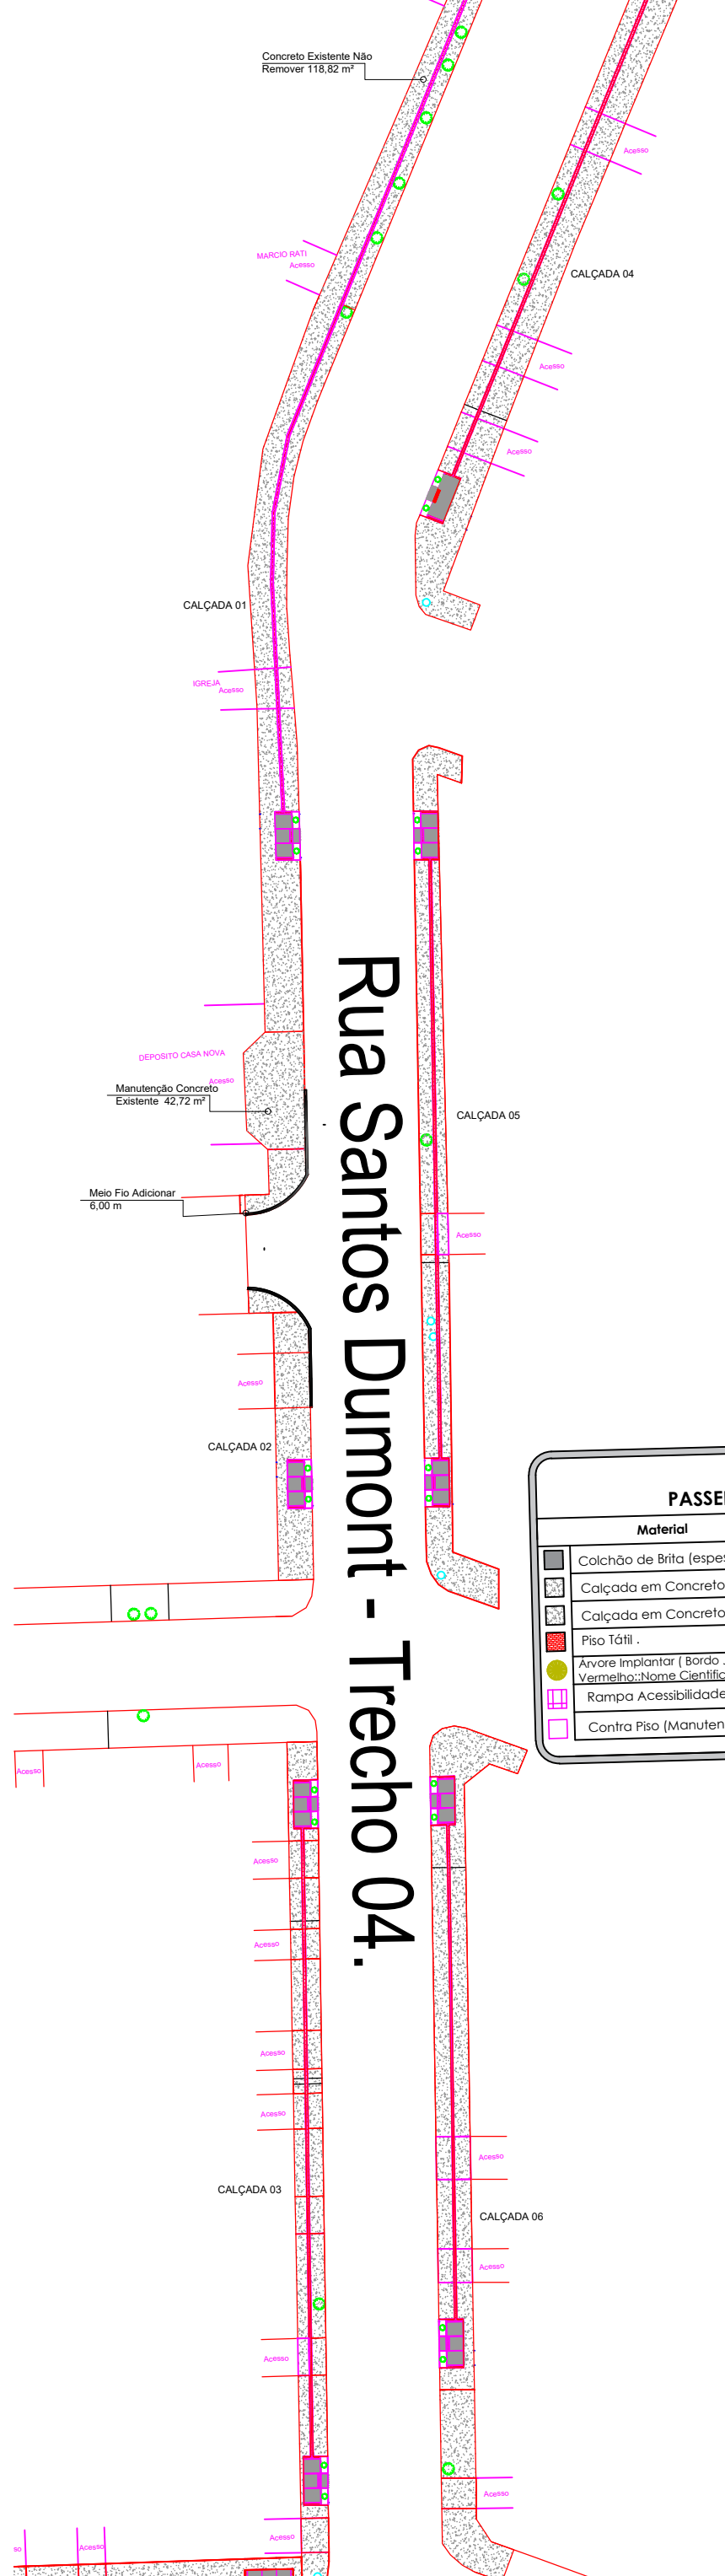 Concreto Existente Não
Remover 118,82 m²
Acesso
MARCIO RATI
Acesso
CALÇADA 04
Acesso
Acesso
CALÇADA 01
IGREJA
Acesso
Rua Santos Dumont - Trecho 04.
DEPOSITO CASA NOVA
Acesso
Manutenção Concreto
Existente 42,72 m²
CALÇADA 05
Meio Fio Adicionar
6,00 m
Acesso
Acesso
CALÇADA 02
PASSE
Material
Colchão de Brita (espes
Calçada em Concreto
Calçada em Concreto
Piso Tátil .
Árvore Implantar ( Bordo
Vermelho::Nome Cientific
Rampa Acessibilidade
Contra Piso (Manuten
Acesso
Acesso
Acesso
Acesso
Acesso
Acesso
Acesso
CALÇADA 03
CALÇADA 06
Acesso
Acesso
Acesso
Acesso
so
Acesso